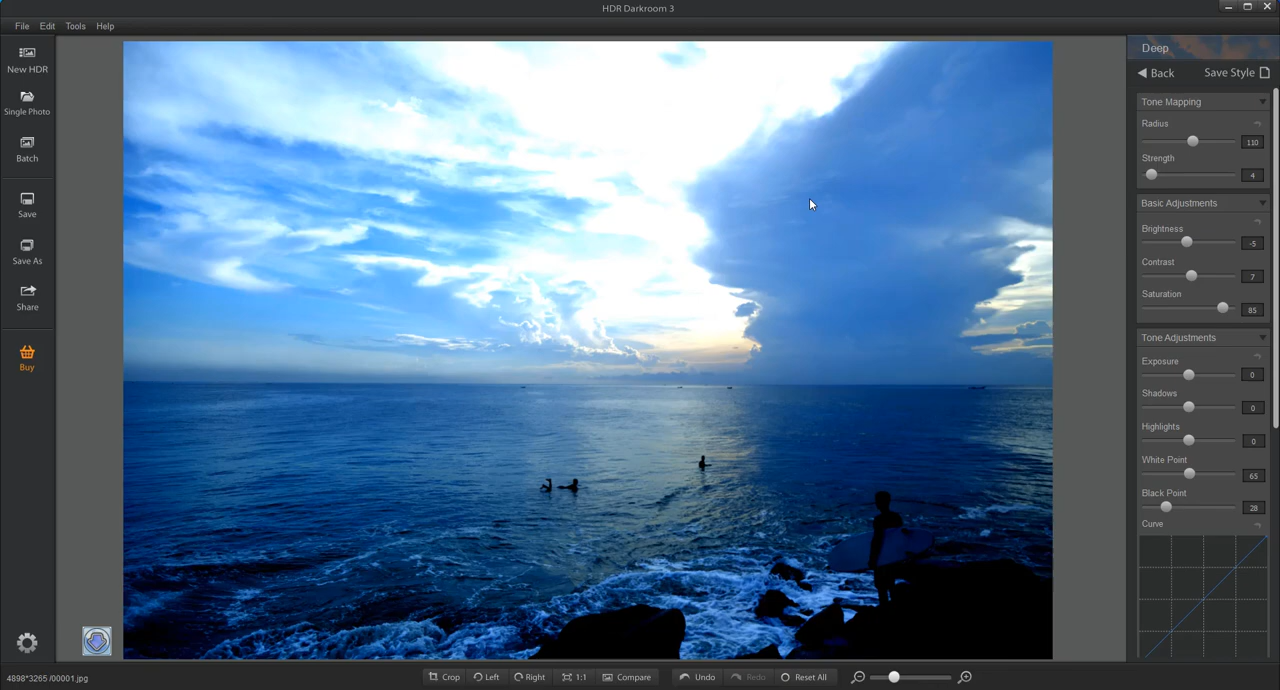 HDR Darkroom 3
File Edit Tools Help
New HDR
Single Photo
Batch
Save
Save As
Share
Buy
Deep
Back Save Style
Tone Mapping
Radius
110
Strength
4
Basic Adjustments
Brightness
-5
Contrast
7
Saturation
85
Tone Adjustments
Exposure
0
Shadows
0
Highlights
0
White Point
65
Black Point
28
Curve
4898*3265 /00001.jpg
Crop Left Right 1:1 Compare Undo Redo Reset All